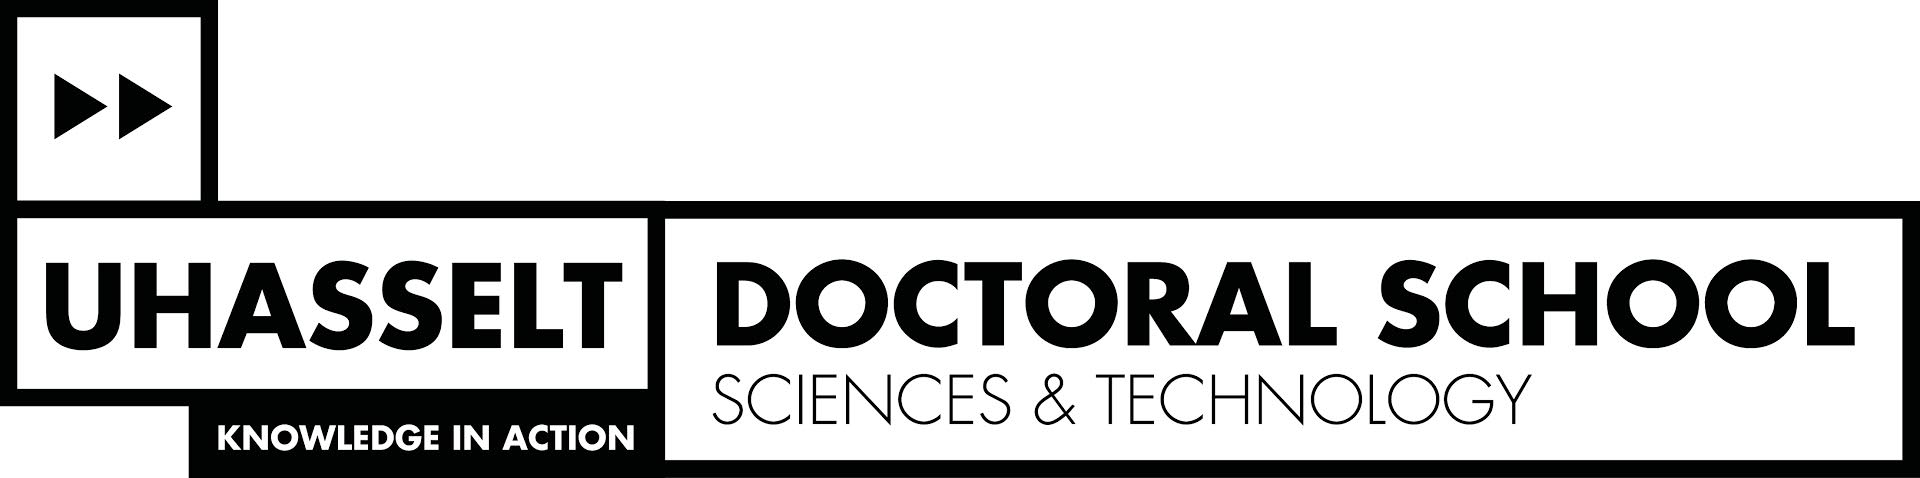 UHASSELT
KNOWLEDGE IN ACTION
DOCTORAL SCHOOL
SCIENCES & TECHNOLOGY